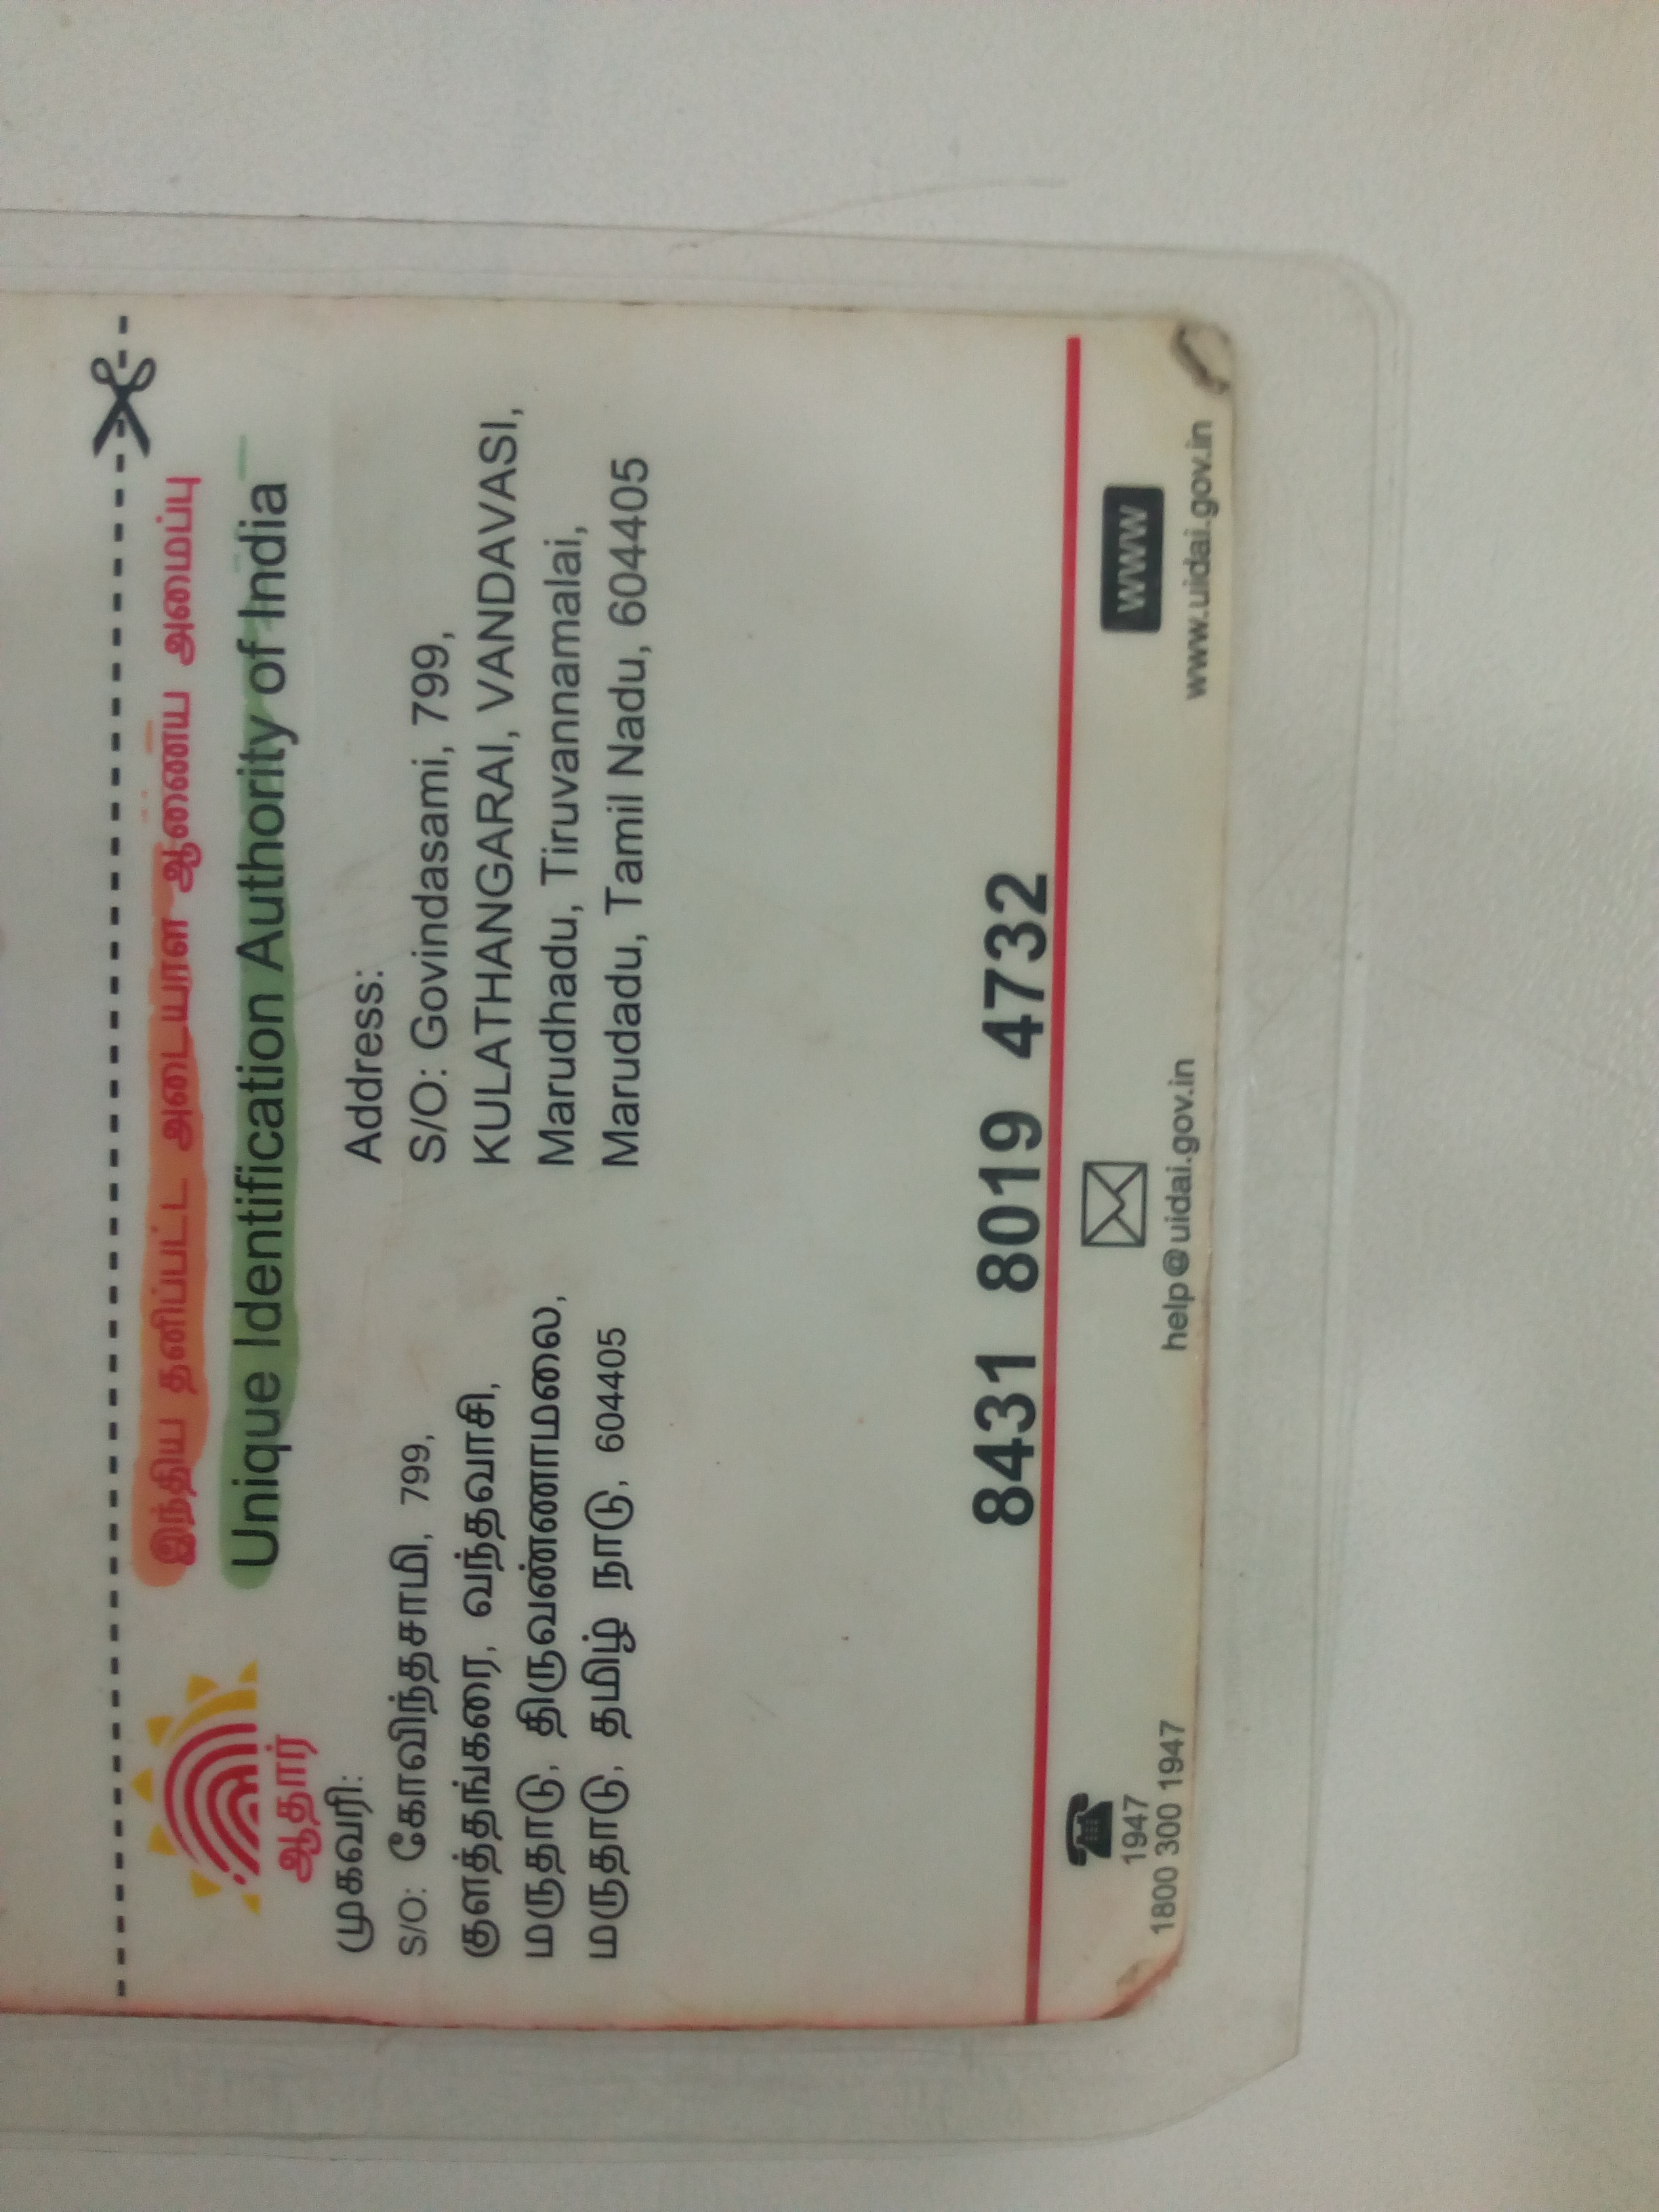 இந்திய தனிப்பட்ட அடையாள ஆணைய அமைப்பு
Unique Identification Authority of India
ஆதார்
முகவரி:
S/O: கோவிந்தசாமி, 799,
குளத்தங்கரை, வந்தவாசி,
மருதாடு, திருவண்ணாமலை,
மருதாடு, தமிழ் நாடு, 604405
Address:
S/O: Govindasami, 799,
KULATHANGARAI, VANDAVASI,
Marudhadu, Tiruvannamalai,
Marudadu, Tamil Nadu, 604405
8431 8019 4732
1947
1800 300 1947
help@uidai.gov.in
WWW
www.uidai.gov.in